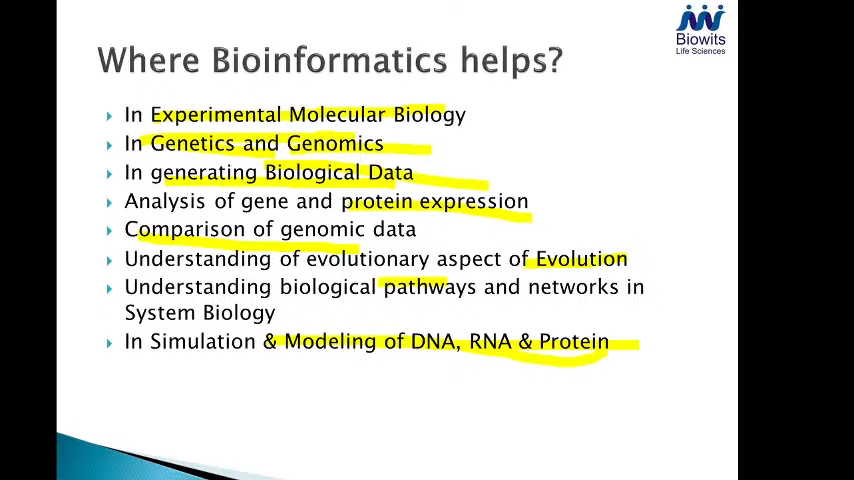 Biowits
Life Sciences
Where Bioinformatics helps?
In Experimental Molecular Biology
In Genetics and Genomics
In generating Biological Data
Analysis of gene and protein expression
Comparison of genomic data
Understanding of evolutionary aspect of Evolution
Understanding biological pathways and networks in
System Biology
In Simulation & Modeling of DNA, RNA & Protein